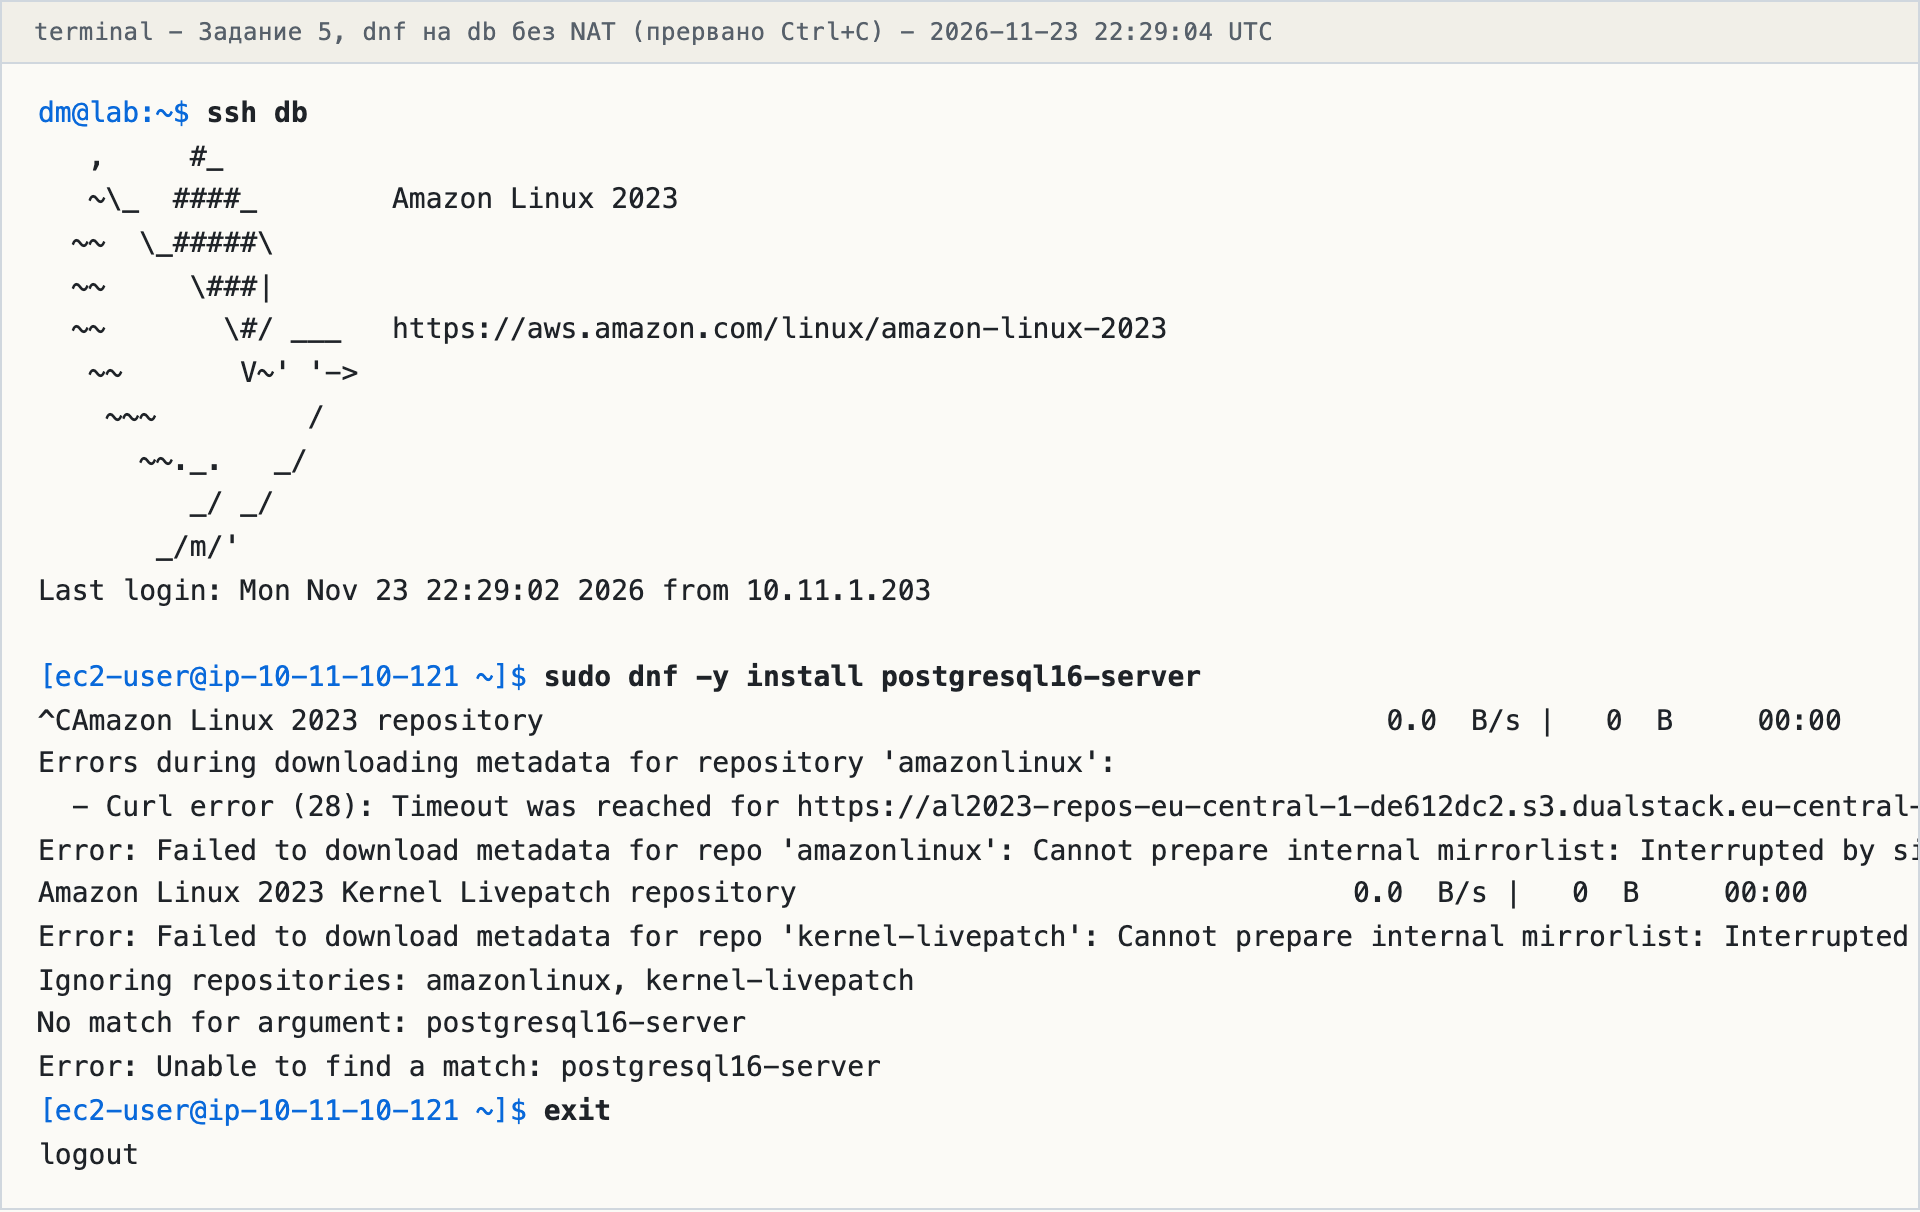 terminal — Задание 5, dnf на db без NAT (прервано Ctrl+C) — 2026-11-23 22:29:04 UTC
dm@lab:~$ ssh db
   ,     #_
   ~\_  ####_        Amazon Linux 2023
  ~~  \_#####\
  ~~     \###|
  ~~       \#/ ___   https://aws.amazon.com/linux/amazon-linux-2023
   ~~       V~' '->
    ~~~         /
      ~~._.   _/
         _/ _/
       _/m/'
Last login: Mon Nov 23 22:29:02 2026 from 10.11.1.203
[ec2-user@ip-10-11-10-121 ~]$ sudo dnf -y install postgresql16-server
^CAmazon Linux 2023 repository                                                  0.0  B/s |   0  B     00:00
Errors during downloading metadata for repository 'amazonlinux':
  - Curl error (28): Timeout was reached for https://al2023-repos-eu-central-1-de612dc2.s3.dualstack.eu-central-
Error: Failed to download metadata for repo 'amazonlinux': Cannot prepare internal mirrorlist: Interrupted by si
Amazon Linux 2023 Kernel Livepatch repository                                 0.0  B/s |   0  B     00:00
Error: Failed to download metadata for repo 'kernel-livepatch': Cannot prepare internal mirrorlist: Interrupted
Ignoring repositories: amazonlinux, kernel-livepatch
No match for argument: postgresql16-server
Error: Unable to find a match: postgresql16-server
[ec2-user@ip-10-11-10-121 ~]$ exit
logout